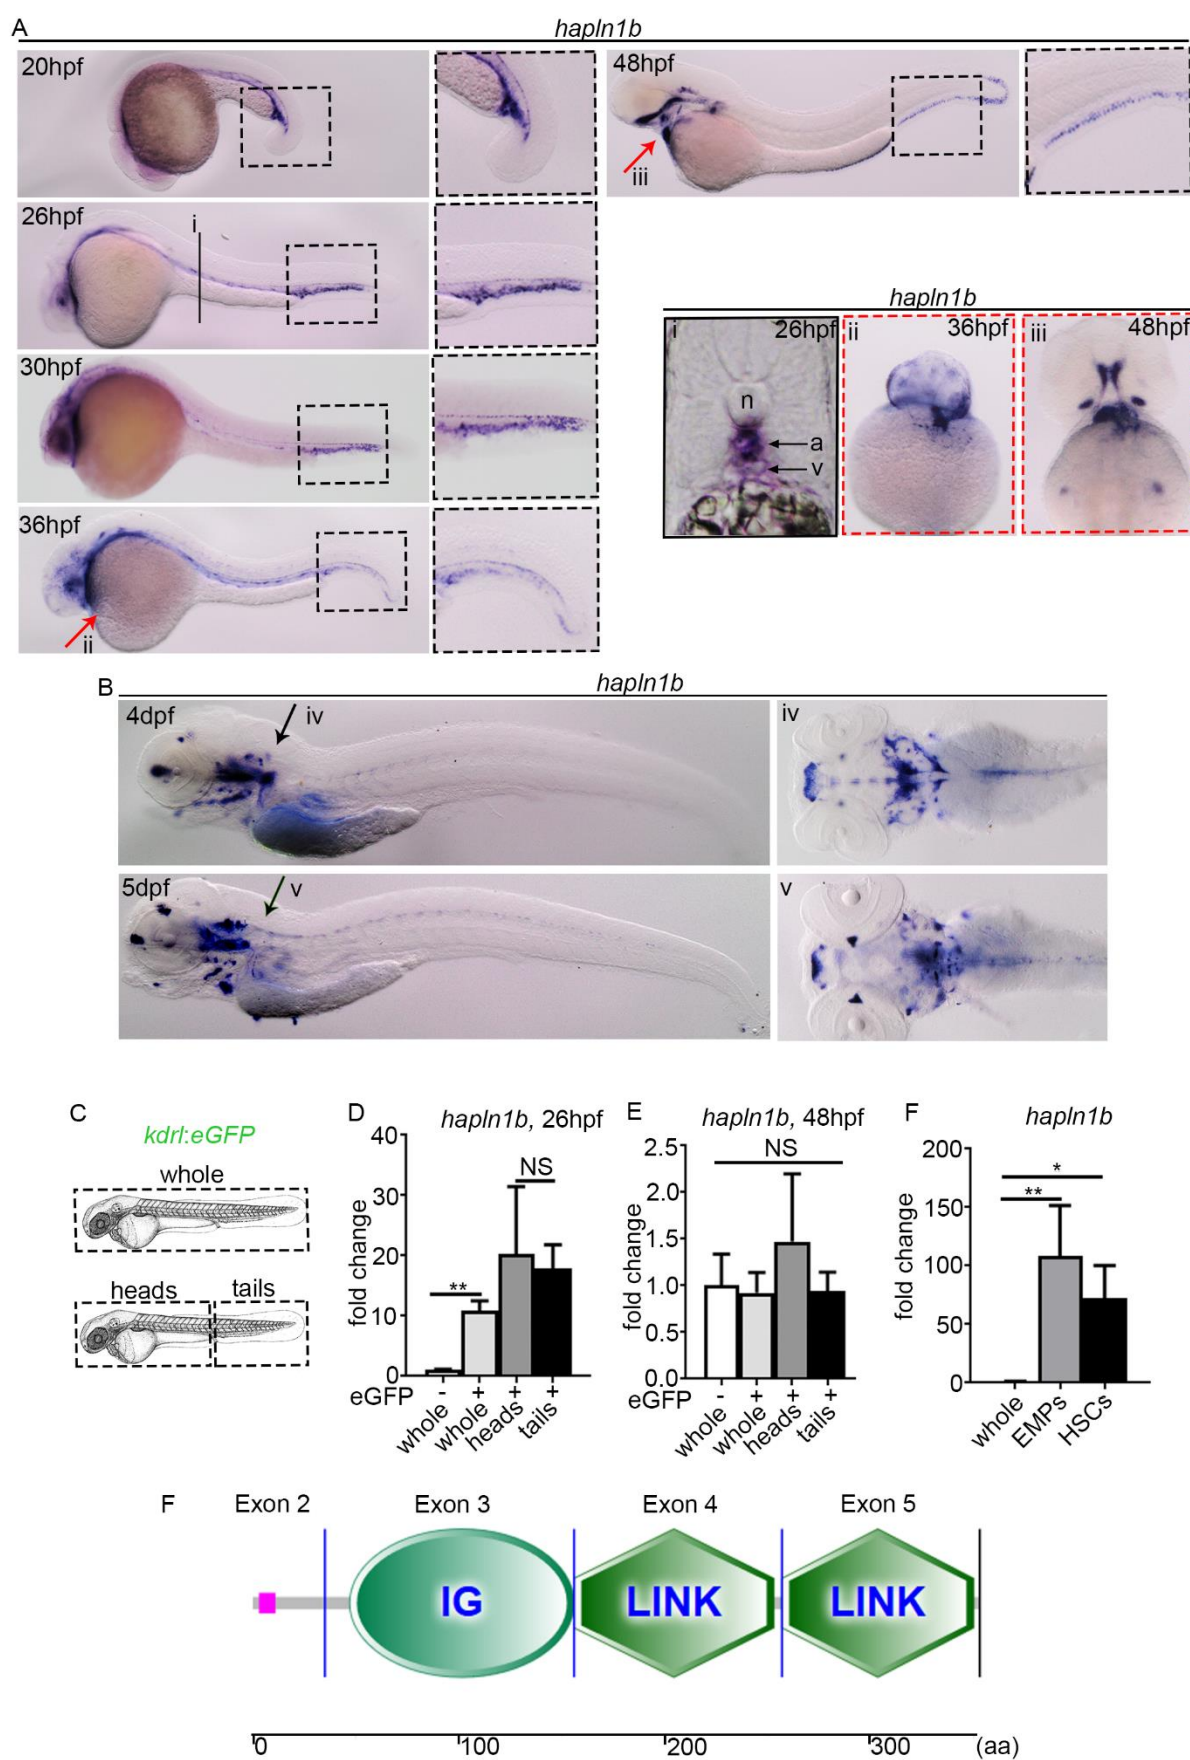 A
hapln1b
20hpf
48hpf
iii
26hpf
i
hapln1b
i
26hpf
ii
36hpf
iii
48hpf
n
a
v
30hpf
36hpf
ii
B
hapln1b
4dpf
iv
iv
5dpf
v
v
C
kdrl:eGFP
whole
heads
tails
D
hapln1b, 26hpf
fold change
40
30
20
10
0
NS
**
eGFP - + + +
whole
whole
heads
tails
E
hapln1b, 48hpf
fold change
2.5
2.0
1.5
1.0
0.5
0.0
NS
eGFP - + + +
whole
whole
heads
tails
F
hapln1b
fold change
200
150
100
50
0
*
**
whole
EMPs
HSCs
F
Exon 2
Exon 3
Exon 4
Exon 5
IG
LINK
LINK
0 100 200 300 (aa)